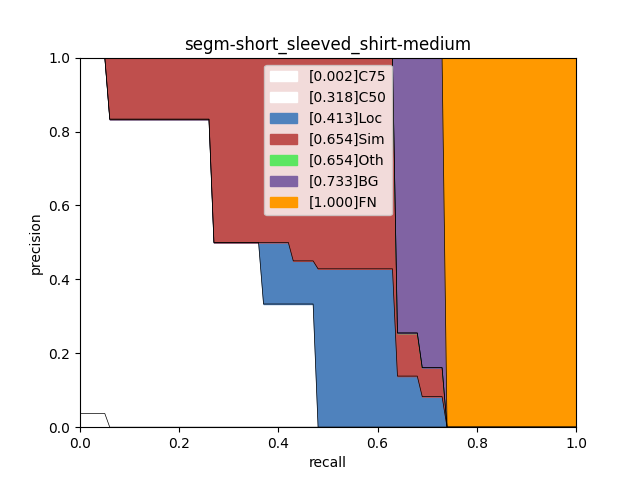 segm-short_sleeved_shirt-medium
1.0
0.8
0.6
0.4
0.2
0.0
precision
[0.002]C75
[0.318]C50
[0.413]Loc
[0.654]Sim
[0.654]Oth
[0.733]BG
[1.000]FN
0.0 0.2 0.4 0.6 0.8 1.0
recall